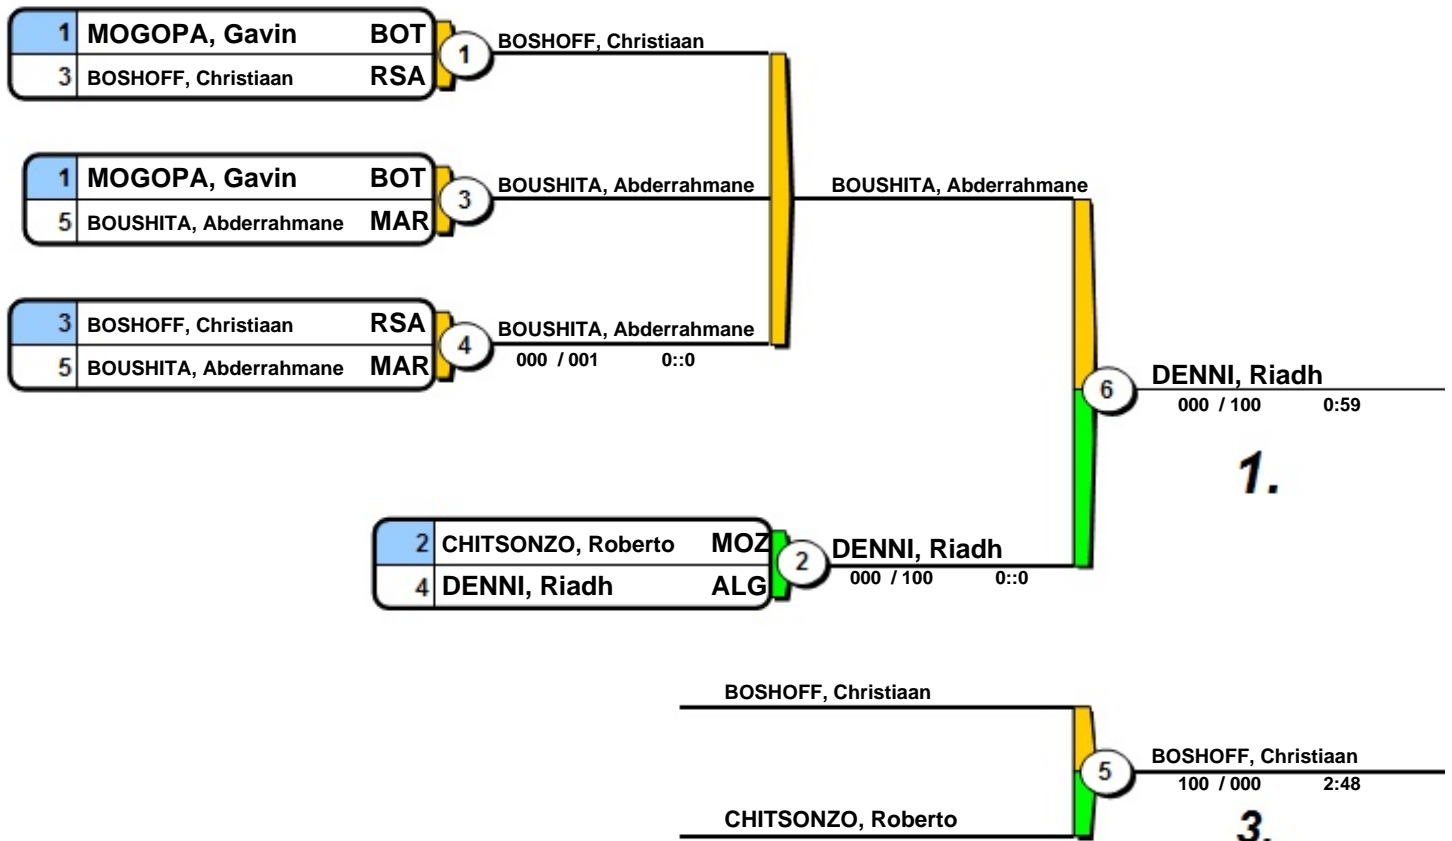 1 MOGOPA, Gavin BOT
3 BOSHOFF, Christiaan RSA
1
BOSHOFF, Christiaan
1 MOGOPA, Gavin BOT
5 BOUSHITA, Abderrahmane MAR
3
BOUSHITA, Abderrahmane
BOUSHITA, Abderrahmane
3 BOSHOFF, Christiaan RSA
5 BOUSHITA, Abderrahmane MAR
4
BOUSHITA, Abderrahmane
000 / 001 0::0
6
DENNI, Riadh
000 / 100 0:59
1.
2 CHITSONZO, Roberto MOZ
4 DENNI, Riadh ALG
2
DENNI, Riadh
000 / 100 0::0
BOSHOFF, Christiaan
5
BOSHOFF, Christiaan
100 / 000 2:48
CHITSONZO, Roberto
3.